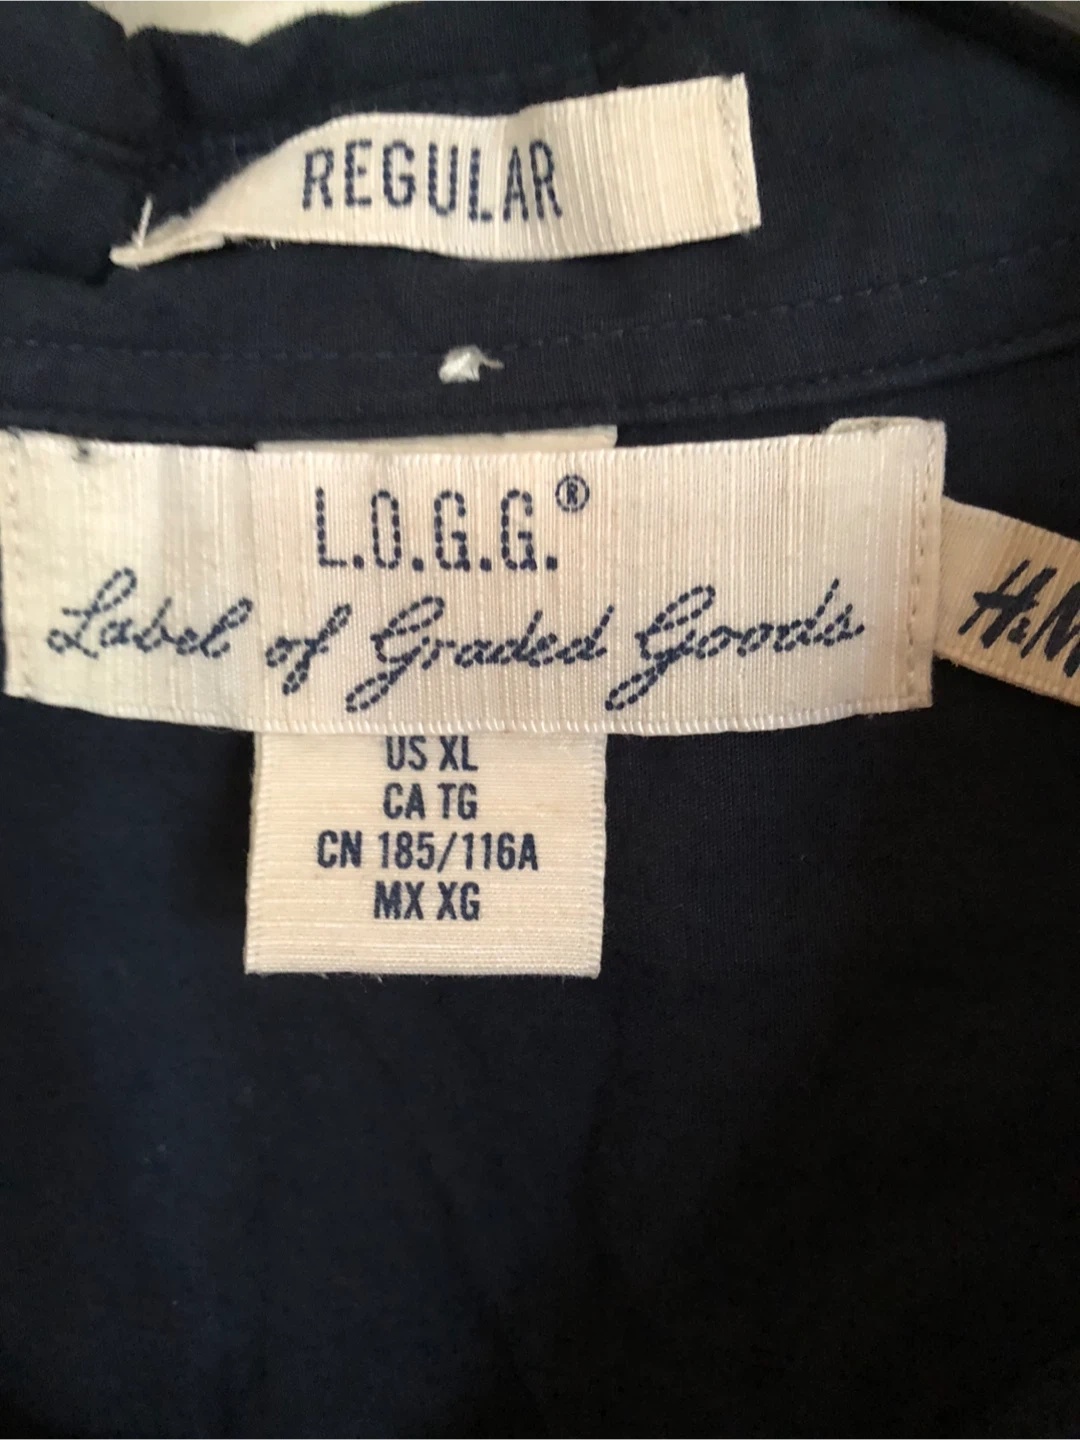 REGULAR
L.O.G.G.®
Label of Graded Goods
H&M
US XL
CA TG
CN 185/116A
MX XG